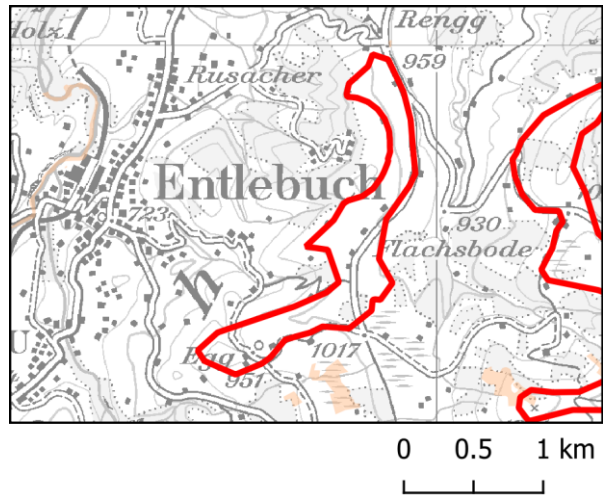 Holz
Rengg
959
Rusacher
Entlebuch
723
930
Flachsbode
h
Egg
951
1017
0 0.5 1 km